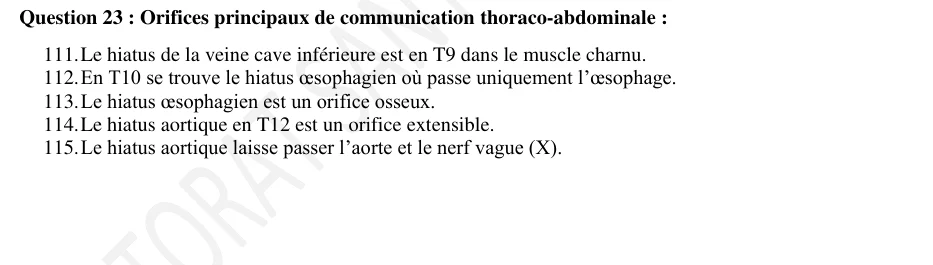 Question 23 : Orifices principaux de communication thoraco-abdominale :
111.Le hiatus de la veine cave inférieure est en T9 dans le muscle charnu.
112.En T10 se trouve le hiatus œsophagien où passe uniquement l'œsophage.
113.Le hiatus œsophagien est un orifice osseux.
114.Le hiatus aortique en T12 est un orifice extensible.
115.Le hiatus aortique laisse passer l'aorte et le nerf vague (X).